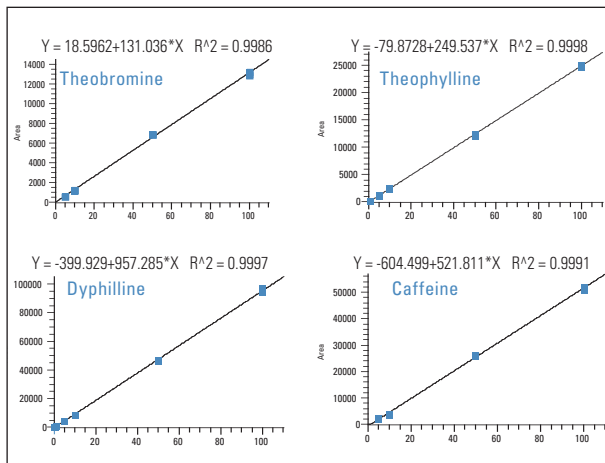 Y = 18.5962+131.036*X R^2 = 0.9986
Theobromine
14000
12000
10000
8000
6000
4000
2000
0
Area
0 20 40 60 80 100
Y = -79.8728+249.537*X R^2 = 0.9998
Theophylline
25000
20000
15000
10000
5000
0
Area
0 20 40 60 80 100
Y = -399.929+957.285*X R^2 = 0.9997
Dyphilline
100000
80000
60000
40000
20000
0
0 20 40 60 80 100
Y = -604.499+521.811*X R^2 = 0.9991
Caffeine
50000
40000
30000
20000
10000
0
Area
0 20 40 60 80 100